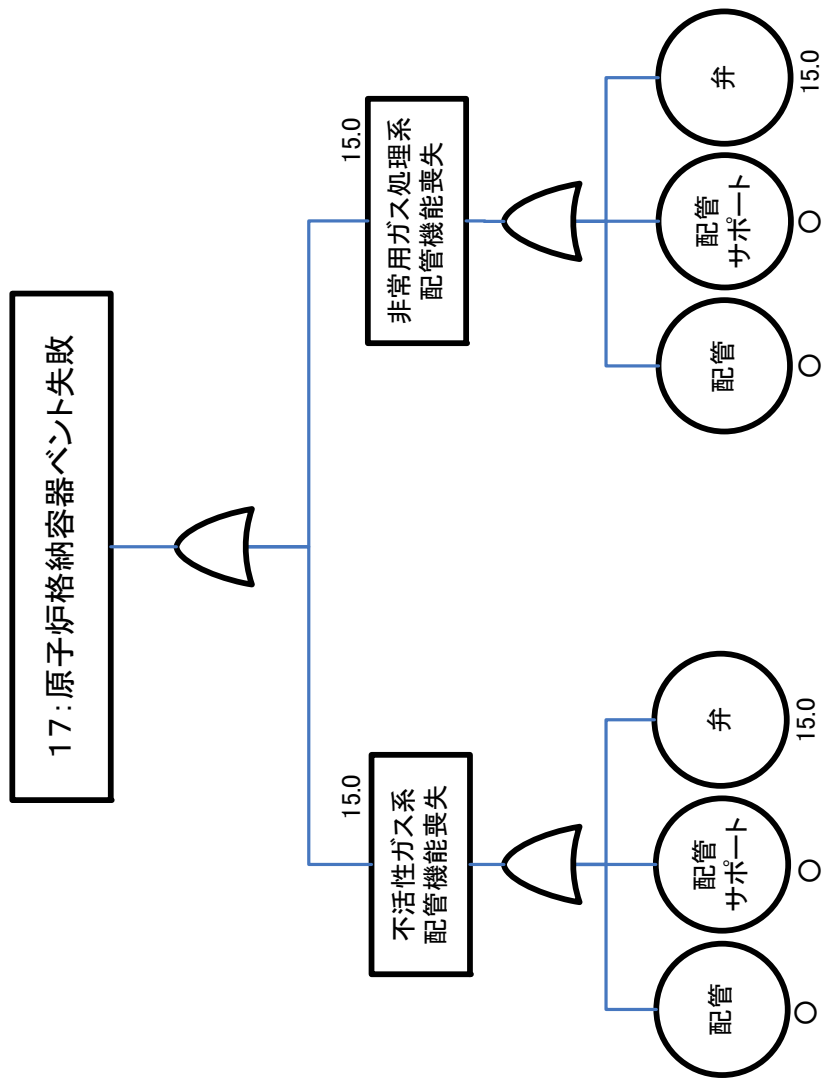 17:原子炉格納容器ベント失敗
15.0
不活性ガス系
配管機能喪失
15.0
非常用ガス処理系
配管機能喪失
配管
○
配管
サポート
○
弁
15.0
配管
○
配管
サポート
○
弁
15.0